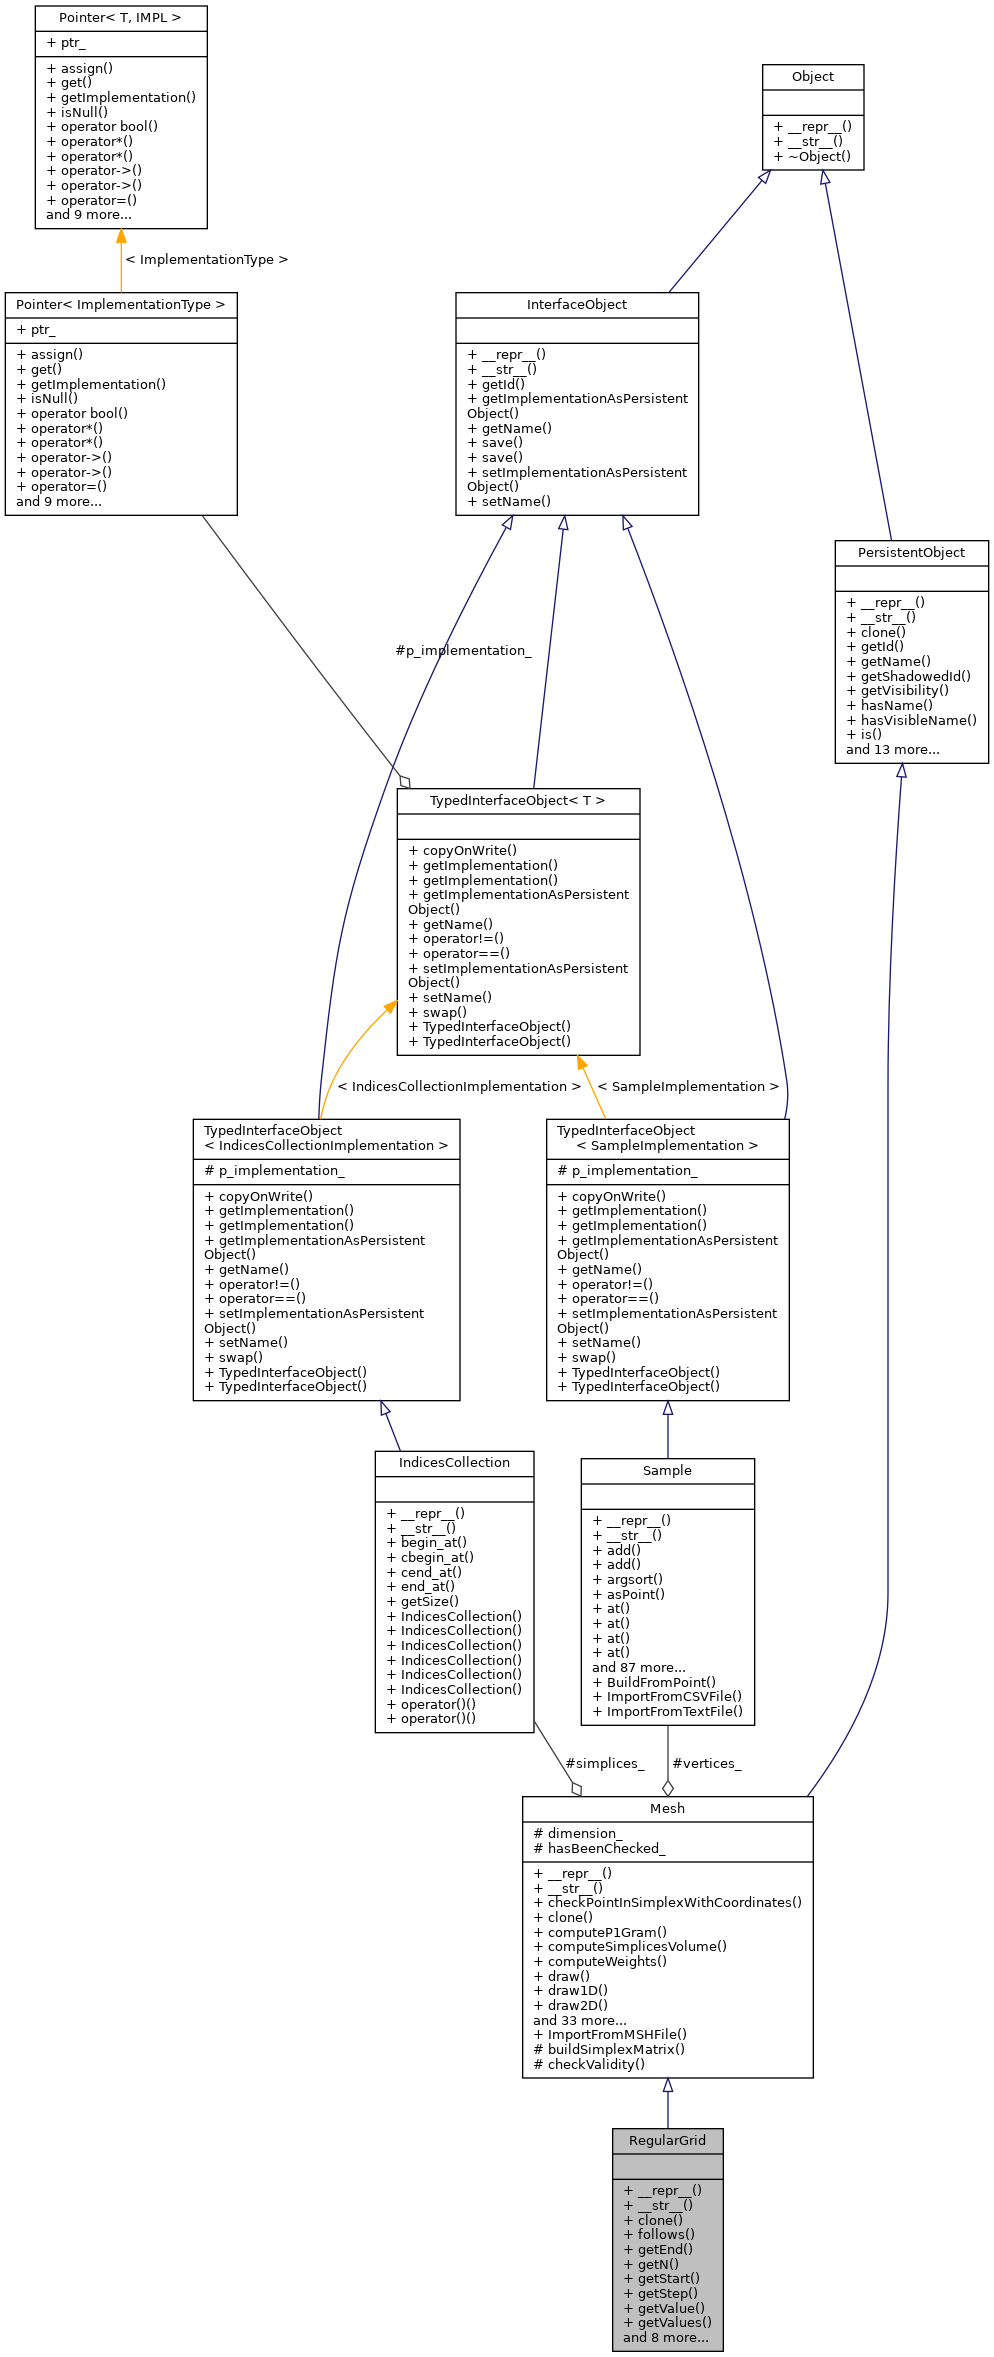 Pointer< T, IMPL >
+ ptr_
+ assign()
+ get()
+ getImplementation()
+ isNull()
+ operator bool()
+ operator*()
+ operator*()
+ operator->()
+ operator->()
+ operator=()
and 9 more...
Object
+ __repr__()
+ __str__()
+ ~Object()
< ImplementationType >
Pointer< ImplementationType >
+ ptr_
+ assign()
+ get()
+ getImplementation()
+ isNull()
+ operator bool()
+ operator*()
+ operator*()
+ operator->()
+ operator->()
+ operator=()
and 9 more...
InterfaceObject
+ __repr__()
+ __str__()
+ getId()
+ getImplementationAsPersistent
Object()
+ getName()
+ save()
+ save()
+ setImplementationAsPersistent
Object()
+ setName()
PersistentObject
+ __repr__()
+ __str__()
+ clone()
+ getId()
+ getName()
+ getShadowedId()
+ getVisibility()
+ hasName()
+ hasVisibleName()
+ is()
and 13 more...
#p_implementation_
TypedInterfaceObject< T >
+ copyOnWrite()
+ getImplementation()
+ getImplementation()
+ getImplementationAsPersistent
Object()
+ getName()
+ operator!=()
+ operator==()
+ setImplementationAsPersistent
Object()
+ setName()
+ swap()
+ TypedInterfaceObject()
+ TypedInterfaceObject()
< IndicesCollectionImplementation >
< SampleImplementation >
TypedInterfaceObject
< IndicesCollectionImplementation >
# p_implementation_
+ copyOnWrite()
+ getImplementation()
+ getImplementation()
+ getImplementationAsPersistent
Object()
+ getName()
+ operator!=()
+ operator==()
+ setImplementationAsPersistent
Object()
+ setName()
+ swap()
+ TypedInterfaceObject()
+ TypedInterfaceObject()
TypedInterfaceObject
< SampleImplementation >
# p_implementation_
+ copyOnWrite()
+ getImplementation()
+ getImplementation()
+ getImplementationAsPersistent
Object()
+ getName()
+ operator!=()
+ operator==()
+ setImplementationAsPersistent
Object()
+ setName()
+ swap()
+ TypedInterfaceObject()
+ TypedInterfaceObject()
IndicesCollection
+ __repr__()
+ __str__()
+ begin_at()
+ cbegin_at()
+ cend_at()
+ end_at()
+ getSize()
+ IndicesCollection()
+ IndicesCollection()
+ IndicesCollection()
+ IndicesCollection()
+ IndicesCollection()
+ IndicesCollection()
+ operator()()
+ operator()()
Sample
+ __repr__()
+ __str__()
+ add()
+ add()
+ argsort()
+ asPoint()
+ at()
+ at()
+ at()
+ at()
and 87 more...
+ BuildFromPoint()
+ ImportFromCSVFile()
+ ImportFromTextFile()
#simplices_
#vertices_
Mesh
# dimension_
# hasBeenChecked_
+ __repr__()
+ __str__()
+ checkPointInSimplexWithCoordinates()
+ clone()
+ computeP1Gram()
+ computeSimplicesVolume()
+ computeWeights()
+ draw()
+ draw1D()
+ draw2D()
and 33 more...
+ ImportFromMSHFile()
# buildSimplexMatrix()
# checkValidity()
RegularGrid
+ __repr__()
+ __str__()
+ clone()
+ follows()
+ getEnd()
+ getN()
+ getStart()
+ getStep()
+ getValue()
+ getValues()
and 8 more...